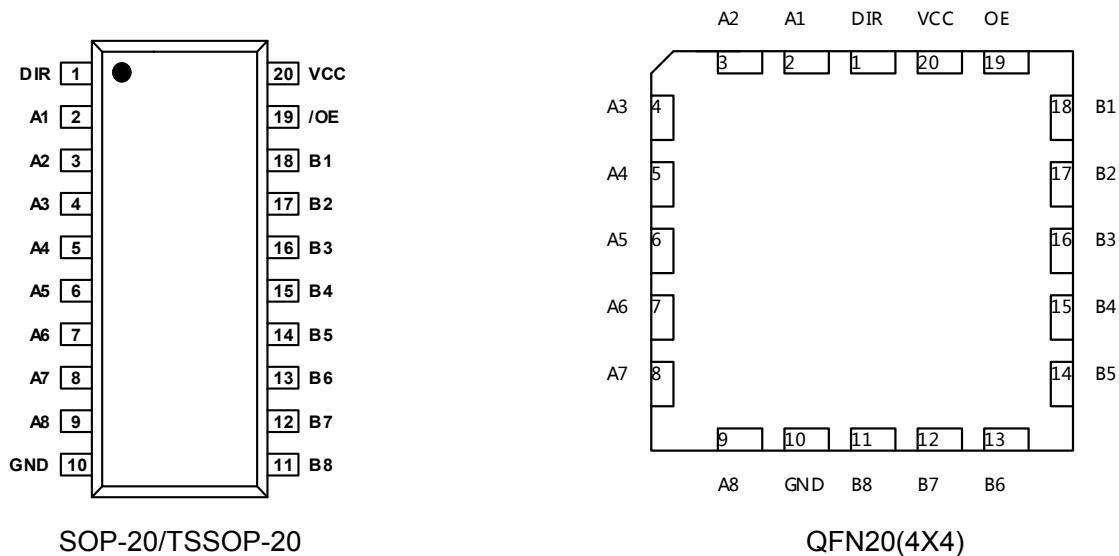 DIR 1 20 VCC
A1 2 19 /OE
A2 3 18 B1
A3 4 17 B2
A4 5 16 B3
A5 6 15 B4
A6 7 14 B5
A7 8 13 B6
A8 9 12 B7
GND 10 11 B8
SOP-20/TSSOP-20
A2 A1 DIR VCC OE
3 2 1 20 19
A3 4 18 B1
A4 5 17 B2
A5 6 16 B3
A6 7 15 B4
A7 8 14 B5
9 10 11 12 13
A8 GND B8 B7 B6
QFN20(4X4)